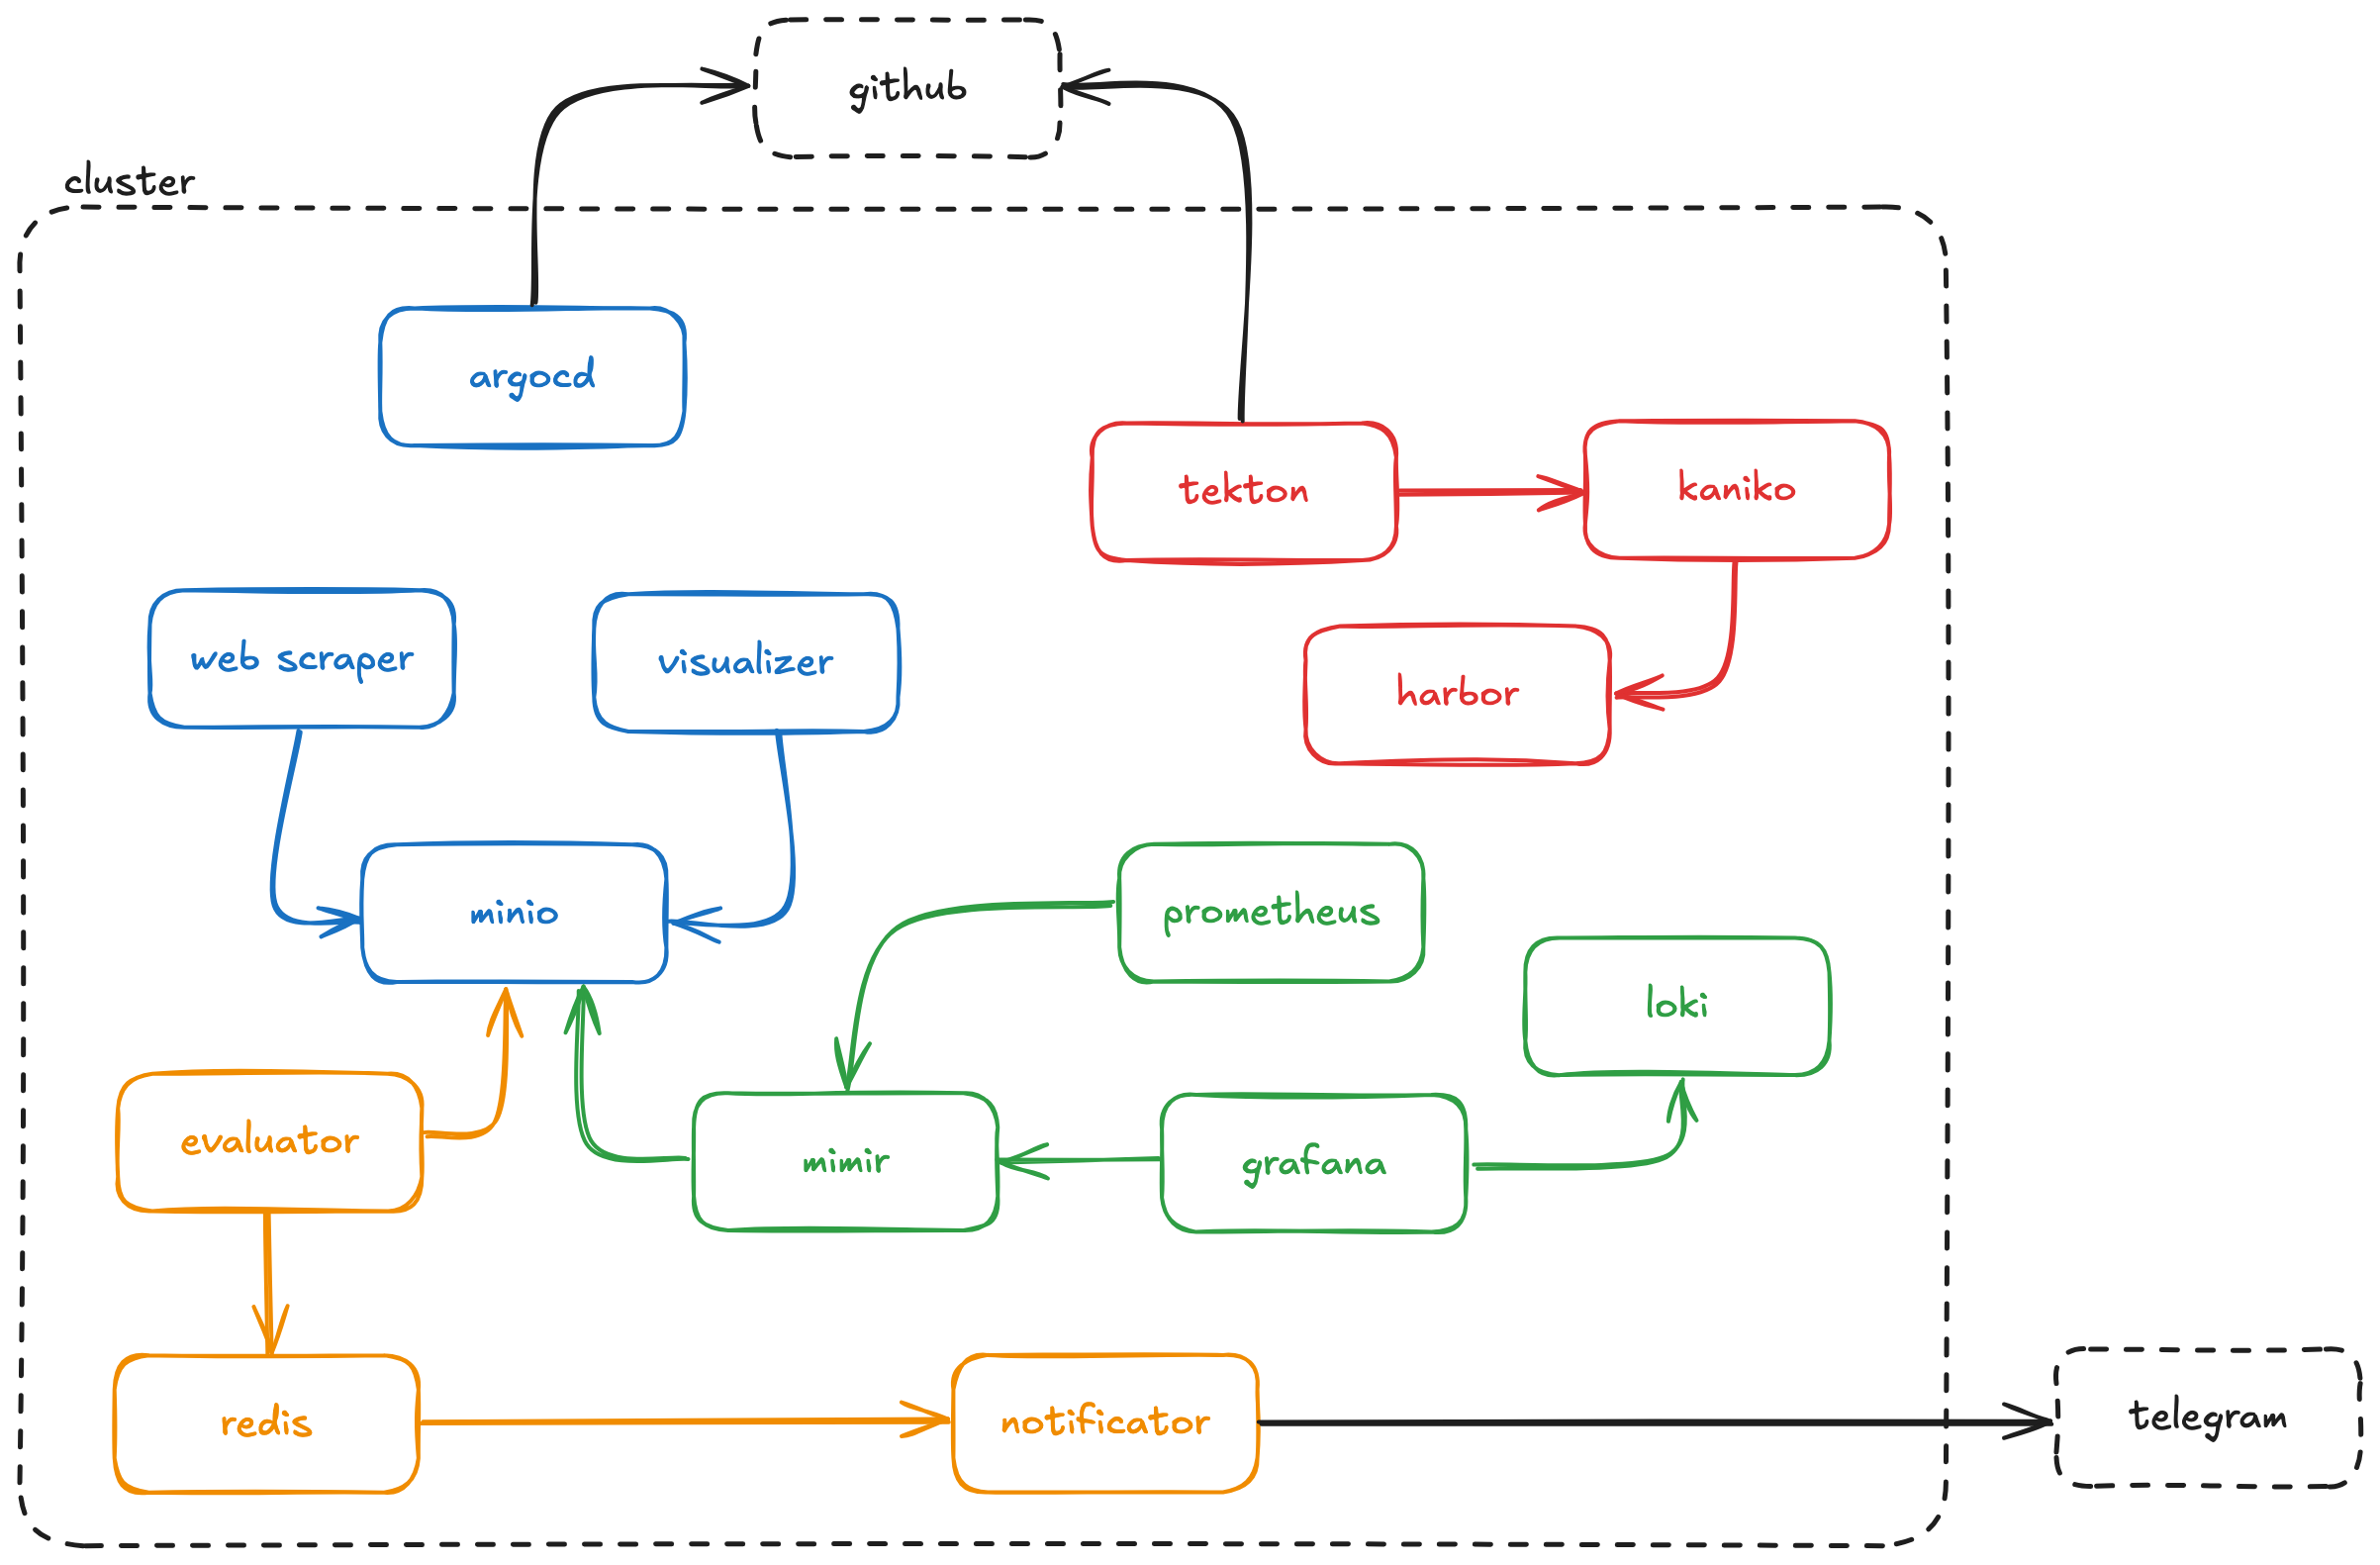 github
cluster
argocd
tekton
kaniko
web scraper
visualizer
harbor
minio
prometheus
loki
evaluator
mimir
grafana
redis
notificator
telegram